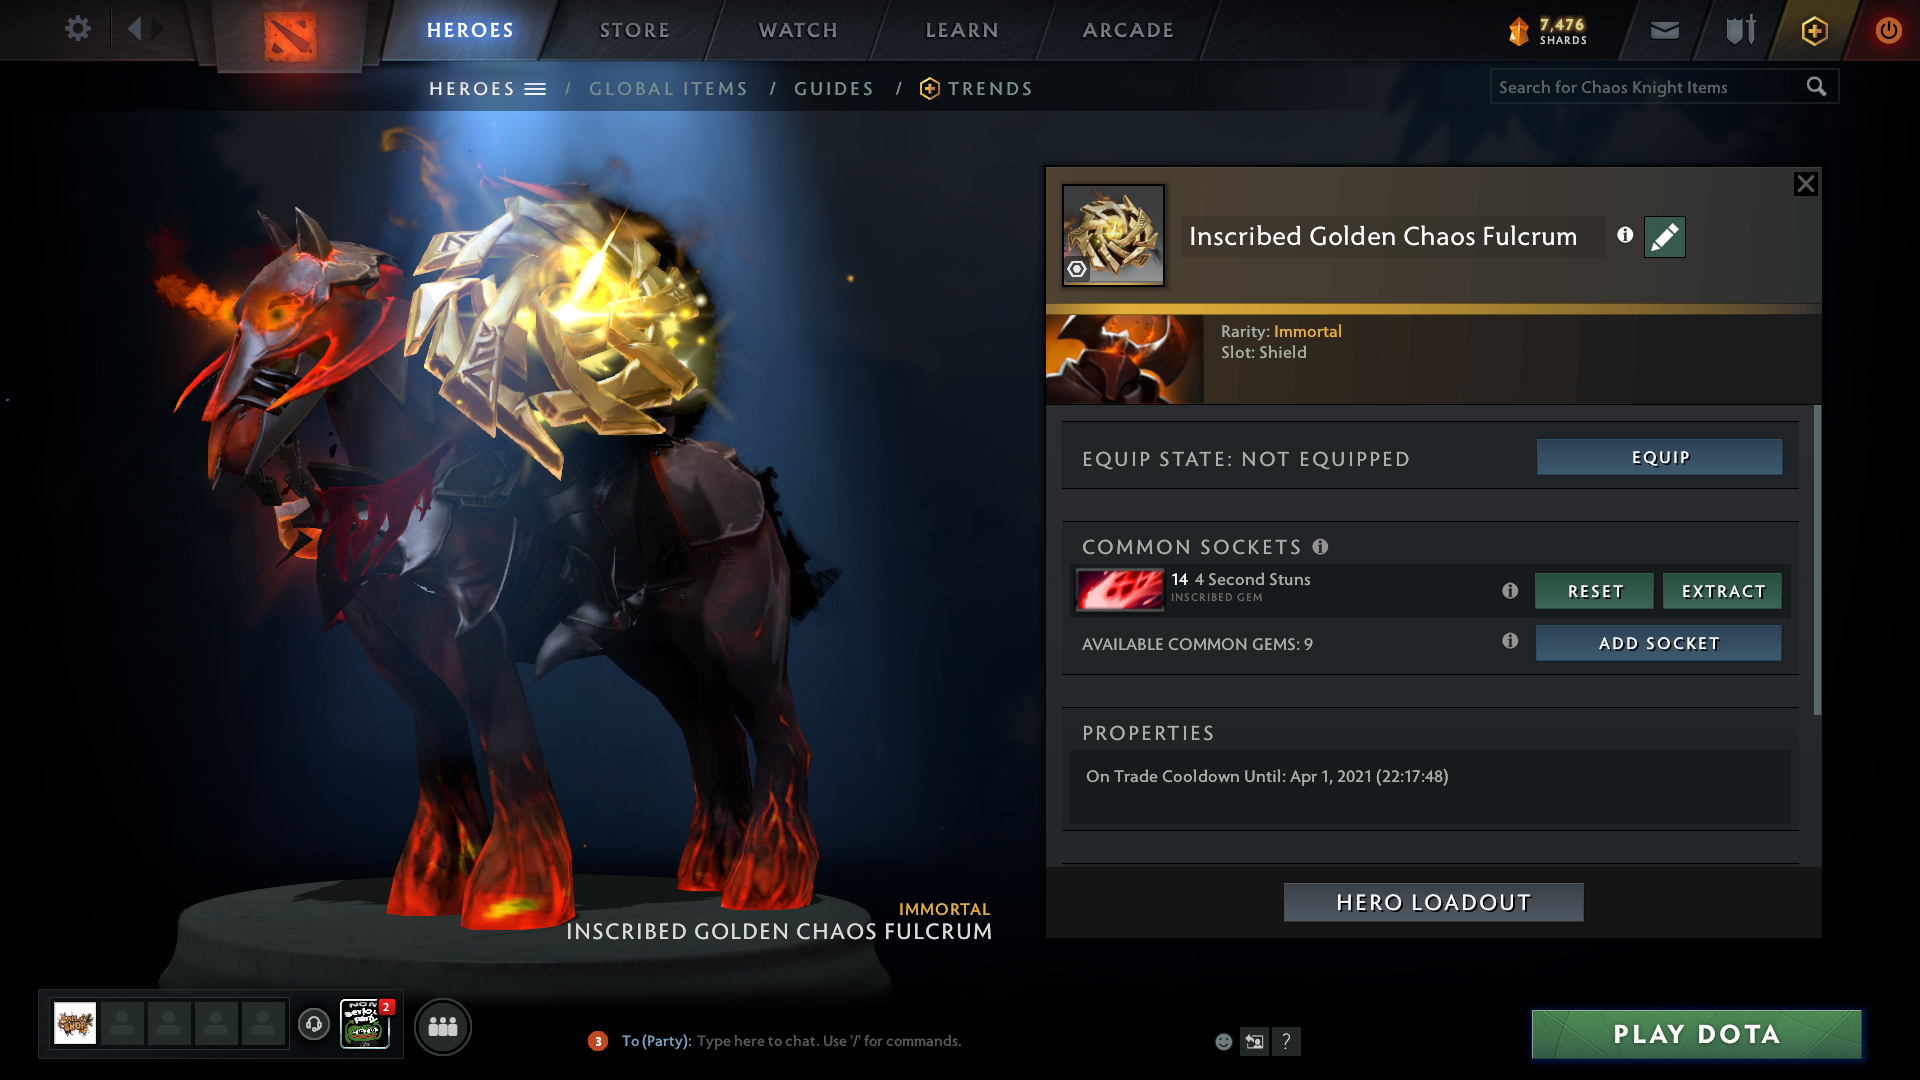 HEROES
STORE
WATCH
LEARN
ARCADE
7,476
SHARDS
HEROES / GLOBAL ITEMS / GUIDES / TRENDS
Search for Chaos Knight Items
Inscribed Golden Chaos Fulcrum
Rarity: Immortal
Slot: Shield
EQUIP STATE: NOT EQUIPPED
EQUIP
COMMON SOCKETS
14 4 Second Stuns
INSCRIBED GEM
RESET
EXTRACT
AVAILABLE COMMON GEMS: 9
ADD SOCKET
PROPERTIES
On Trade Cooldown Until: Apr 1, 2021 (22:17:48)
HERO LOADOUT
IMMORTAL
INSCRIBED GOLDEN CHAOS FULCRUM
2
3
To (Party): Type here to chat. Use '/' for commands.
?
PLAY DOTA